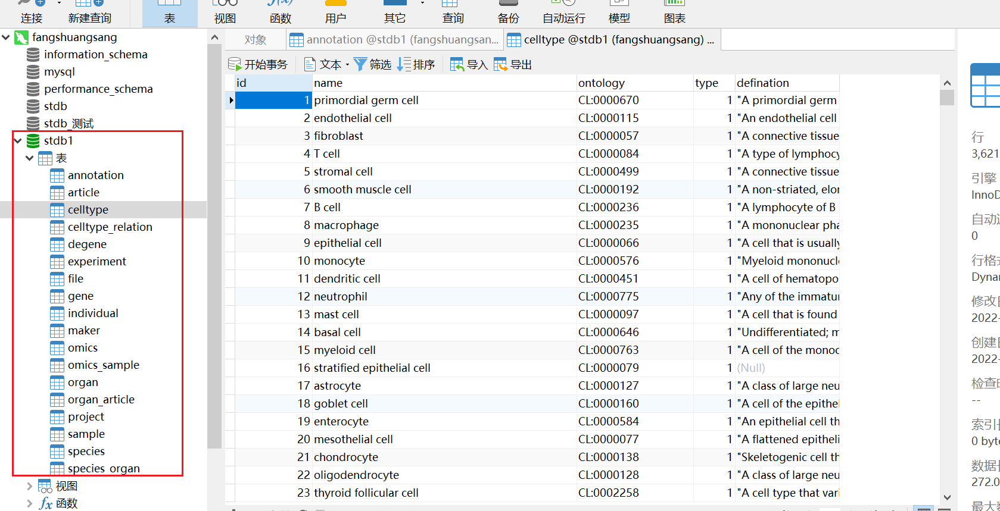 连接
新建查询
表
视图
函数
用户
其它
查询
备份
自动运行
模型
图表
fangshuangsang
information_schema
mysql
performance_schema
stdb
stdb_测试
stdb1
表
annotation
article
celltype
celltype_relation
degene
experiment
file
gene
individual
maker
omics
omics_sample
organ
organ_article
project
sample
species
species_organ
视图
fx 函数
对象
annotation @stdb1 (fangshuangsan...
celltype @stdb1 (fangshuangsang) ...
开始事务 文本 筛选 排序 导入 导出
id name ontology type defination
1 primordial germ cell CL:0000670 1 "A primordial germ
2 endothelial cell CL:0000115 1 "An endothelial cell
3 fibroblast CL:0000057 1 "A connective tissue
4 T cell CL:0000084 1 "A type of lymphocy
5 stromal cell CL:0000499 1 "A connective tissue
6 smooth muscle cell CL:0000192 1 "A non-striated, elor
7 B cell CL:0000236 1 "A lymphocyte of B
8 macrophage CL:0000235 1 "A mononuclear pha
9 epithelial cell CL:0000066 1 "A cell that is usually
10 monocyte CL:0000576 1 "Myeloid mononucl
11 dendritic cell CL:0000451 1 "A cell of hematopo
12 neutrophil CL:0000775 1 "Any of the immatur
13 mast cell CL:0000097 1 "A cell that is found
14 basal cell CL:0000646 1 "Undifferentiated; m
15 myeloid cell CL:0000763 1 "A cell of the monoc
16 stratified epithelial cell CL:0000079 1 (Null)
17 astrocyte CL:0000127 1 "A class of large neu
18 goblet cell CL:0000160 1 "A cell of the epithel
19 enterocyte CL:0000584 1 "An epithelial cell th
20 mesothelial cell CL:0000077 1 "A flattened epitheli
21 chondrocyte CL:0000138 1 "Skeletogenic cell th
22 oligodendrocyte CL:0000128 1 "A class of large neu
23 thyroid follicular cell CL:0002258 1 "A cell type that vari
行
3,621
引擎
InnoD
自动
0
行格式
Dynar
修改
2022-
创建
2022-
检查
--
索引
0 byte
数据
272.0
最大